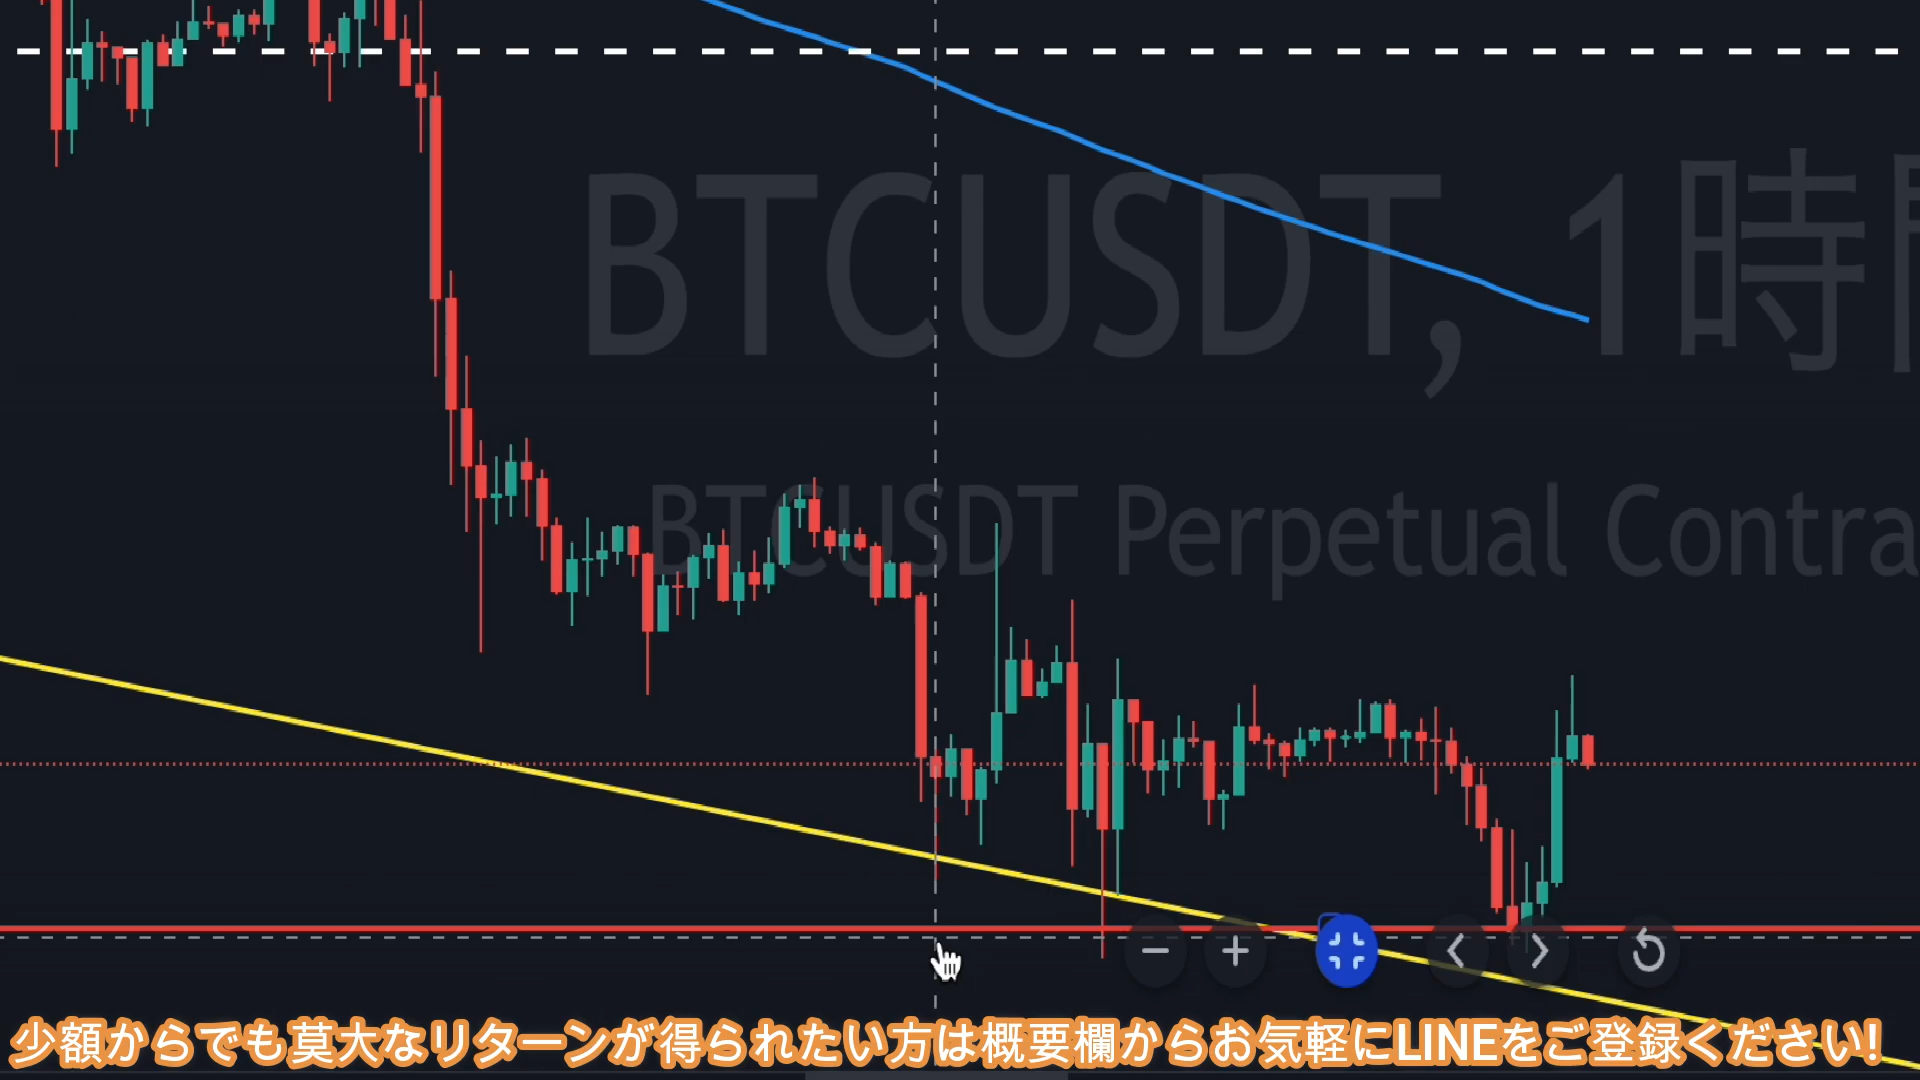 BTCUSDT, 1時間
BTCUSDT Perpetual Contra
少額からでも莫大なリターンが得られたい方は概要欄からお気軽にLINEをご登録ください!